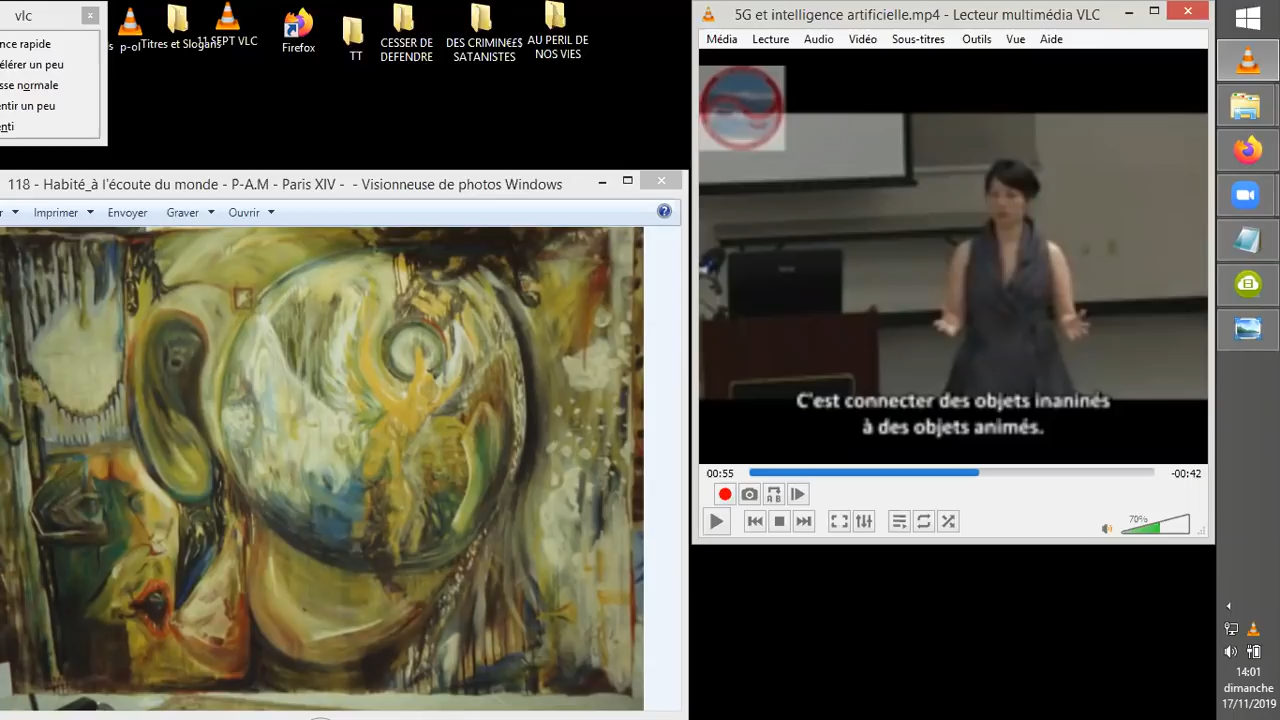 vlc
nce rapide
élérer un peu
sse normale
entir un peu
enti
p-ol
Titres et Slogans
11 SEPT VLC
Firefox
TT
CESSER DE
DEFENDRE
DES CRIMIN€£$
SATANISTES
AU PERIL DE
NOS VIES
118 - Habité_à l'écoute du monde - P-A.M - Paris XIV - - Visionneuse de photos Windows
Imprimer
Envoyer
Graver
Ouvrir
5G et intelligence artificielle.mp4 - Lecteur multimédia VLC
Média Lecture Audio Vidéo Sous-titres Outils Vue Aide
C'est connecter des objets inaninés
à des objets animés.
00:55
-00:42
70%
14:01
dimanche
17/11/2019